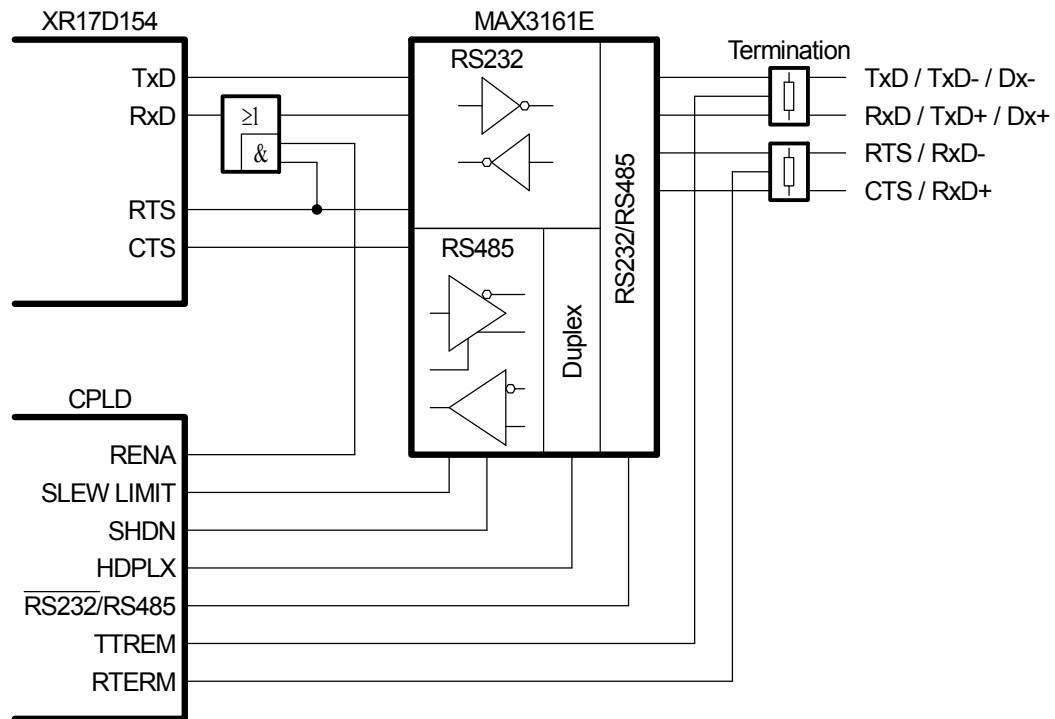 XR17D154
MAX3161E
TxD
RxD
RTS
CTS
≥1
&
RS232
RS485
Duplex
RS232/RS485
Termination
TxD / TxD- / Dx-
RxD / TxD+ / Dx+
RTS / RxD-
CTS / RxD+
CPLD
RENA
SLEW LIMIT
SHDN
HDPLX
RS232/RS485
TTREM
RTERM